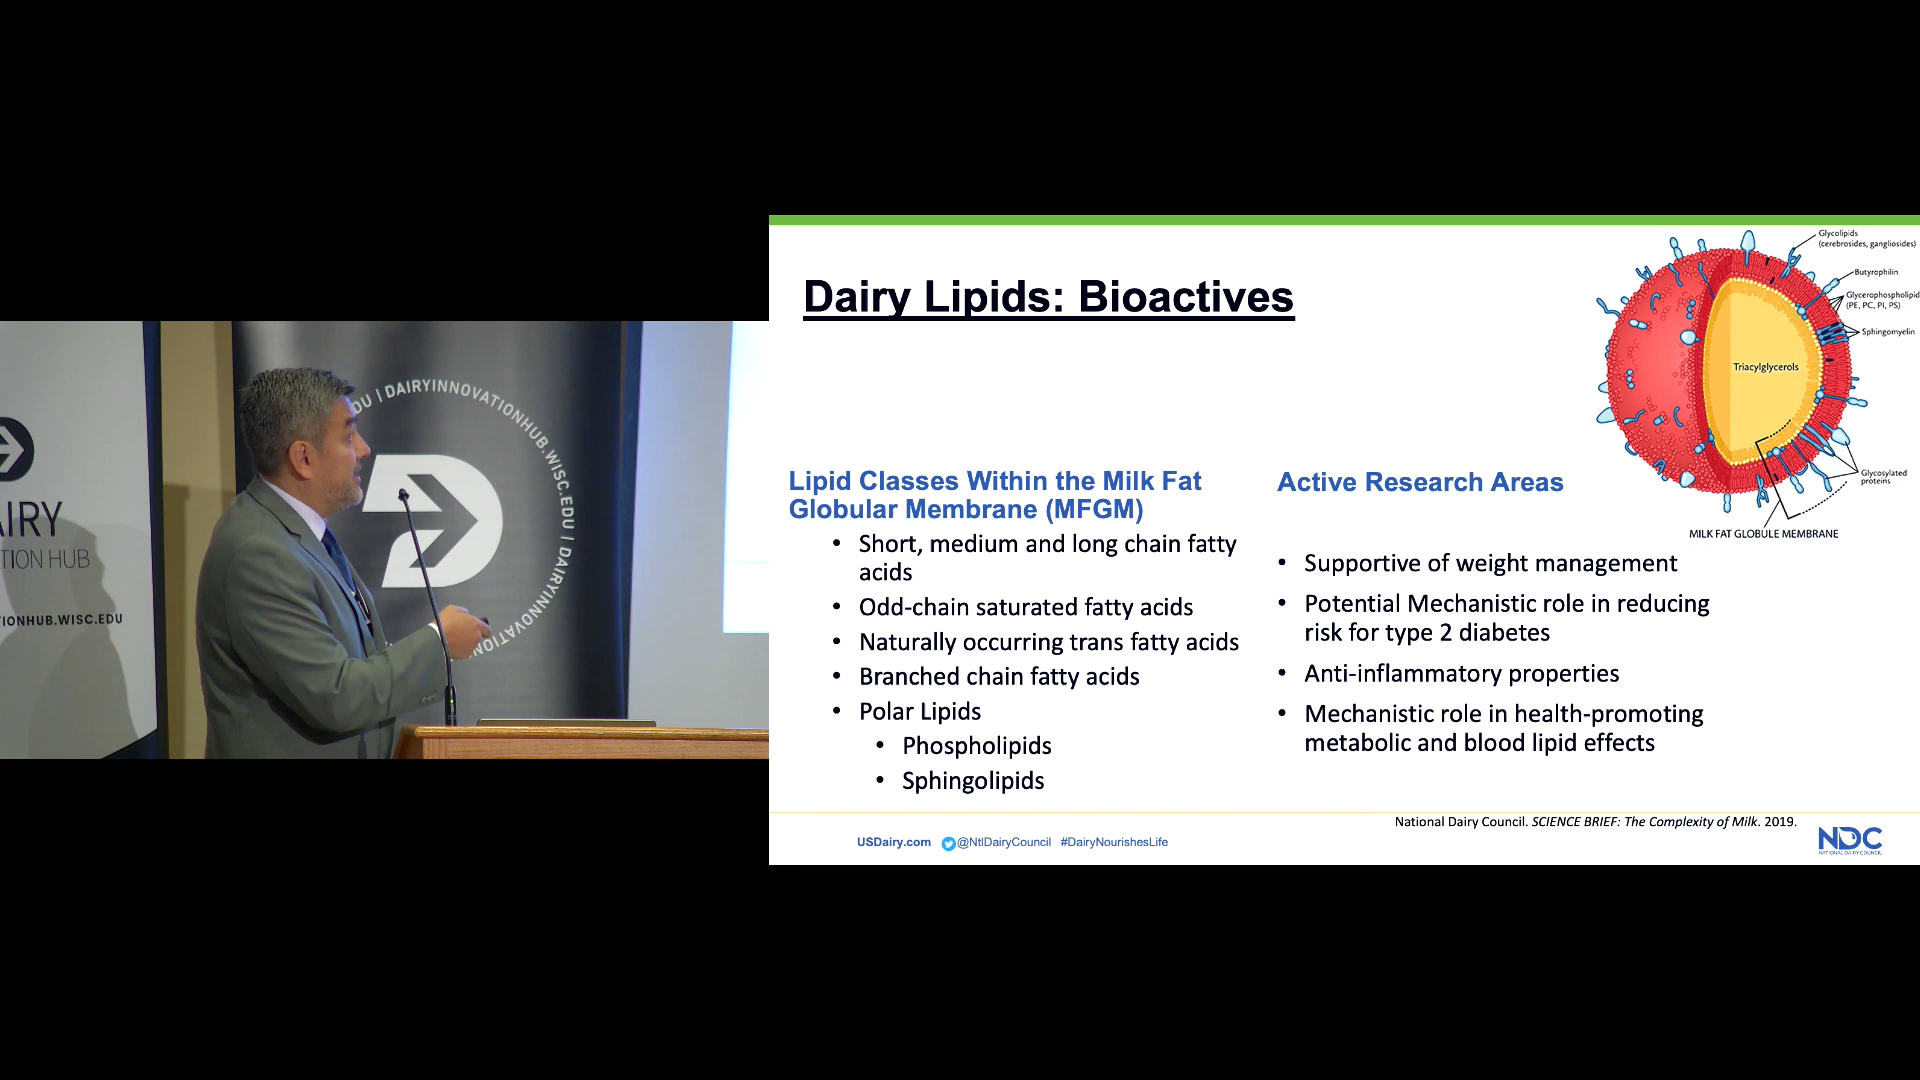 AIRY
TION HUB
IONHUB.WISC.EDU
DU | DAIRYINNOVATIONHUB.WISC.EDU | DAIRYINNOVATION
Dairy Lipids: Bioactives
Lipid Classes Within the Milk Fat
Globular Membrane (MFGM)
• Short, medium and long chain fatty
acids
• Odd-chain saturated fatty acids
• Naturally occurring trans fatty acids
• Branched chain fatty acids
• Polar Lipids
• Phospholipids
• Sphingolipids
Active Research Areas
• Supportive of weight management
• Potential Mechanistic role in reducing
risk for type 2 diabetes
• Anti-inflammatory properties
• Mechanistic role in health-promoting
metabolic and blood lipid effects
Glycolipids
(cerebrosides, gangliosides)
Butyrophilin
Glycerophospholipid
(PE, PC, PI, PS)
Sphingomyelin
Triacylglycerols
Glycosylated
proteins
MILK FAT GLOBULE MEMBRANE
National Dairy Council. SCIENCE BRIEF: The Complexity of Milk. 2019.
USDairy.com @NtlDairyCouncil #DairyNourishesLife
NDC
NATIONAL DAIRY COUNCIL